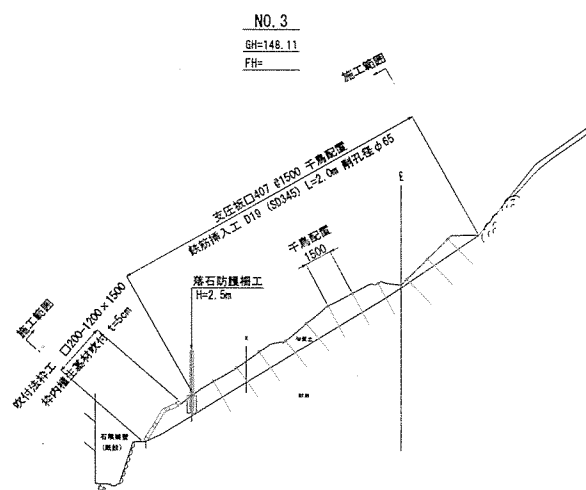 NO. 3
GH=148.11
FH=
施工範囲
支圧板□407 @1500 千鳥配置
鉄筋挿入工 D19 (SD345) L=2.0m 削孔径φ65
千鳥配置
1500
落石防護柵工
H=2.5m
施工範囲
吹付法枠工 □200-1200×1500
枠内植生基材吹付 t=5cm
石積擁壁
(既設)